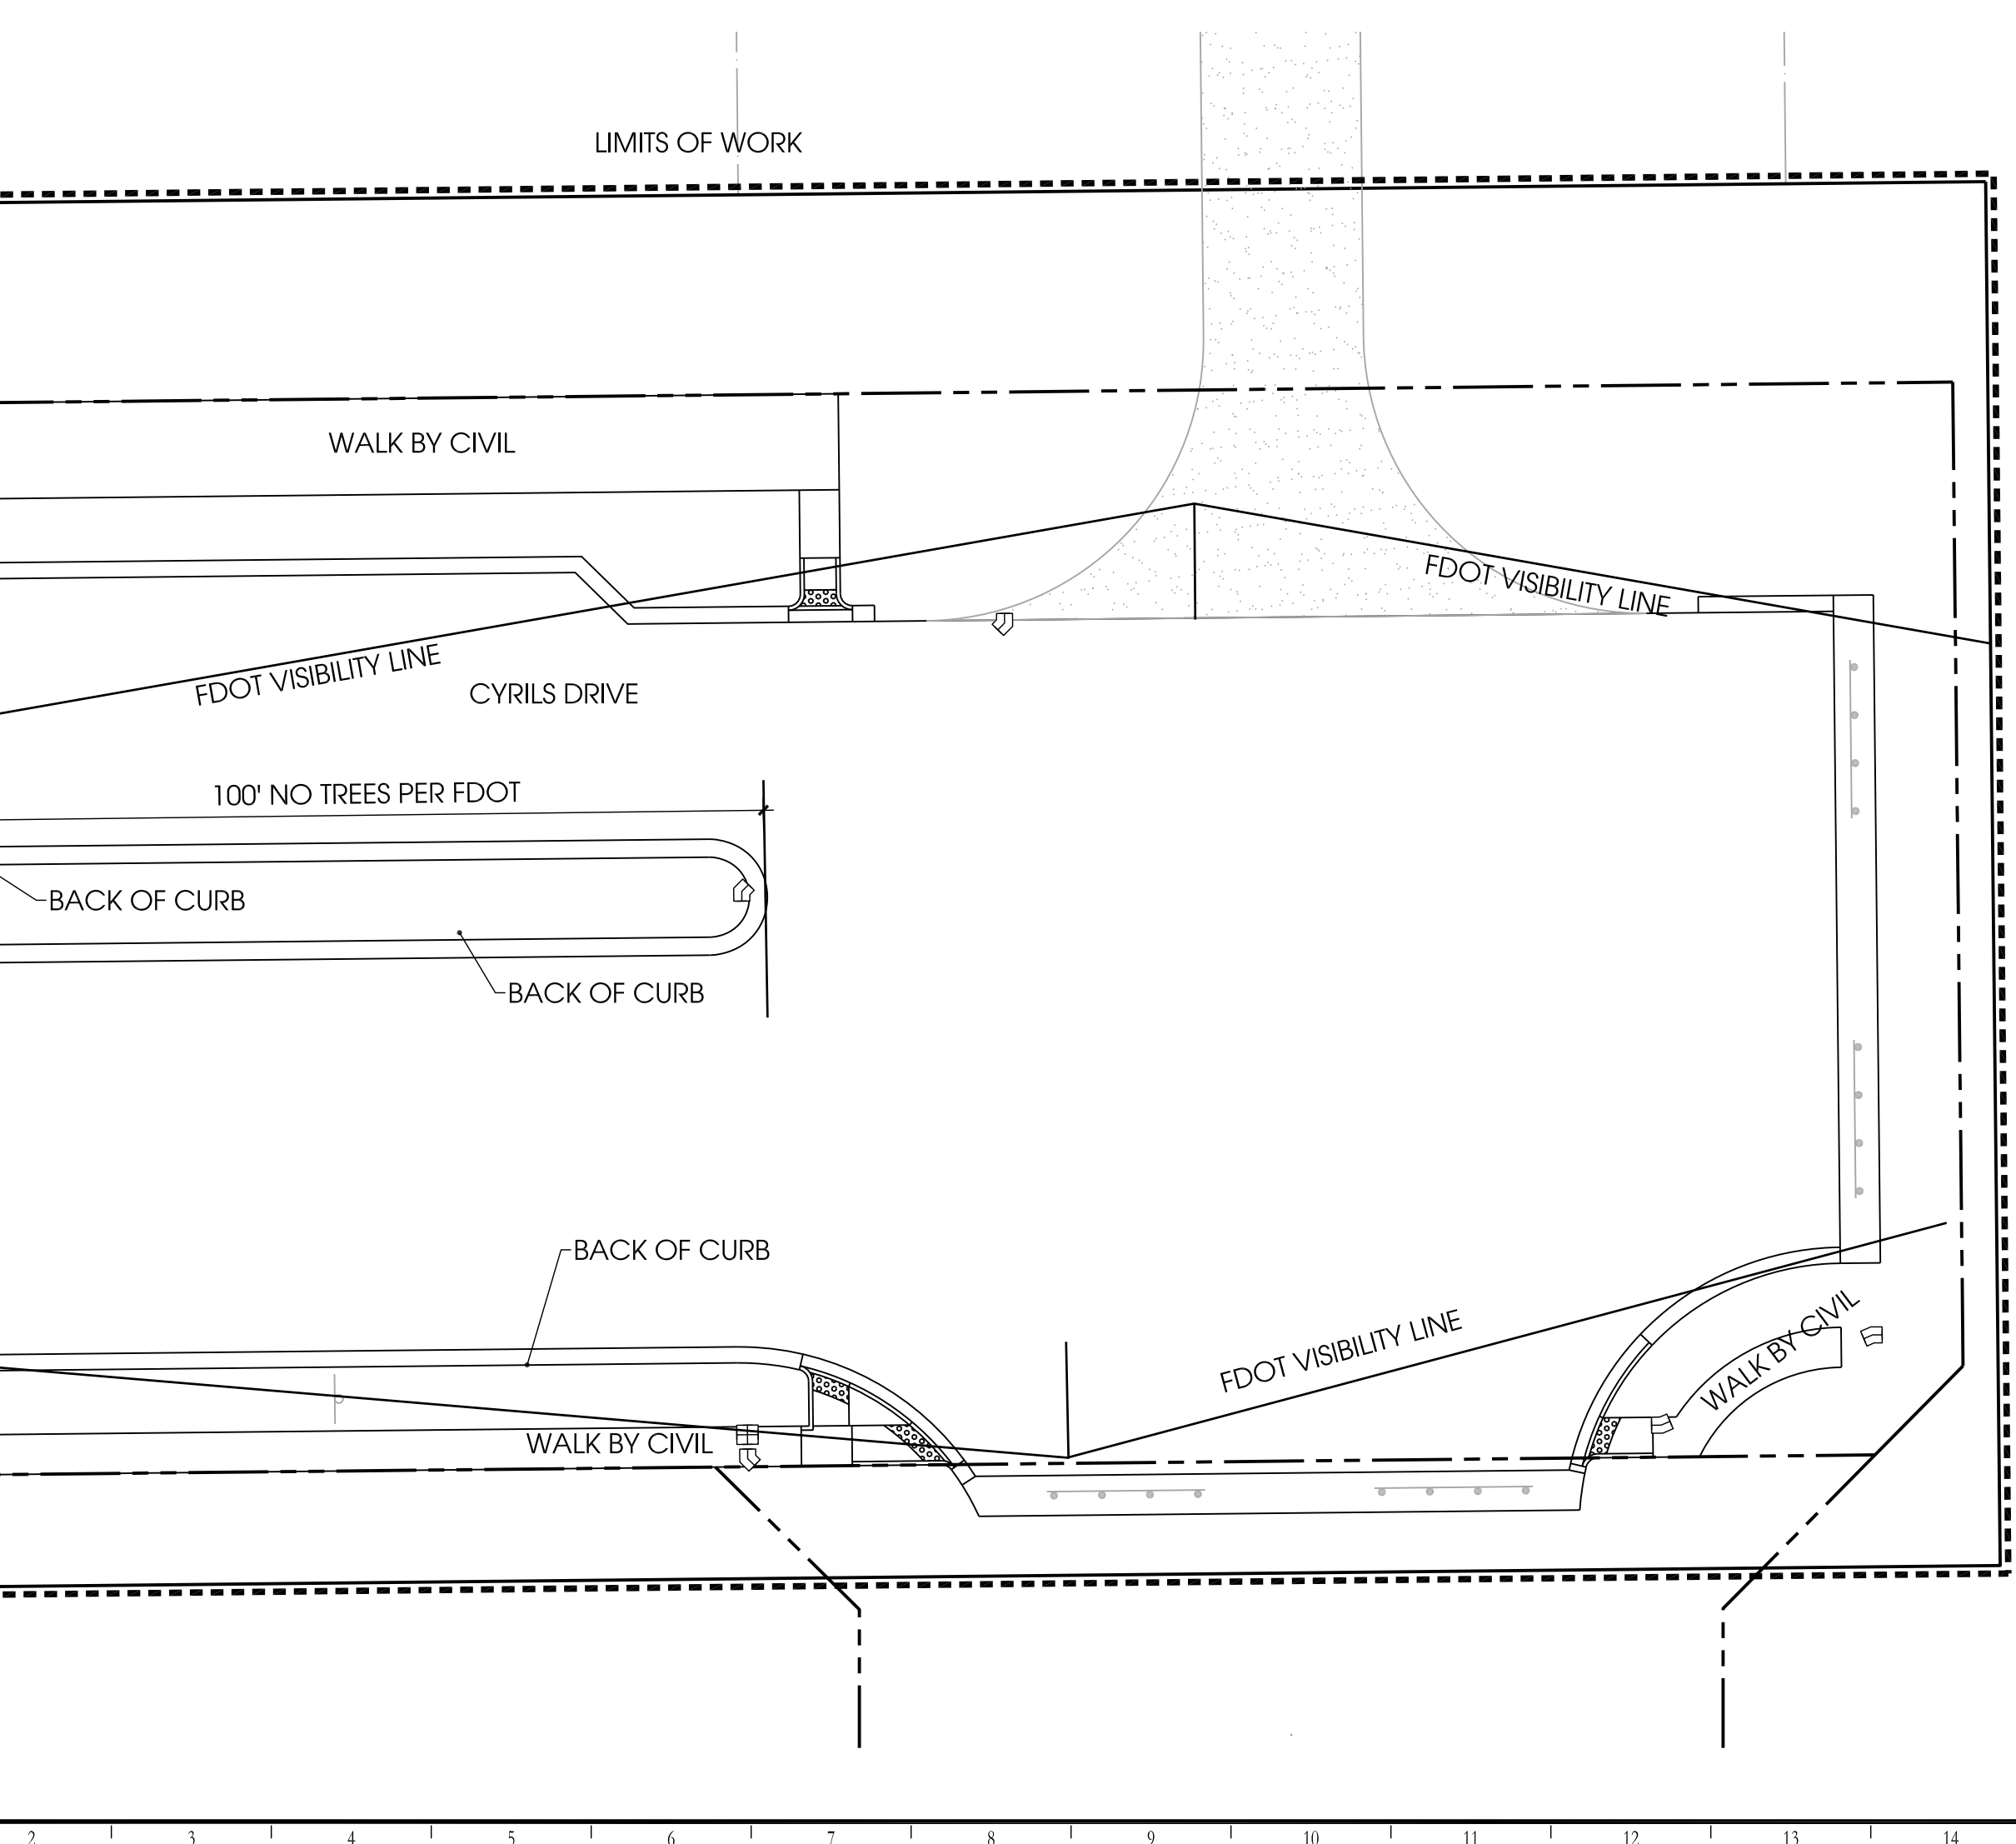 LIMITS OF WORK
WALK BY CIVIL
FDOT VISIBILITY LINE
FDOT VISIBILITY LINE
CYRILS DRIVE
100' NO TREES PER FDOT
BACK OF CURB
BACK OF CURB
BACK OF CURB
FDOT VISIBILITY LINE
WALK BY CIVIL
WALK BY CIVIL
2 3 4 5 6 7 8 9 10 11 12 13 14